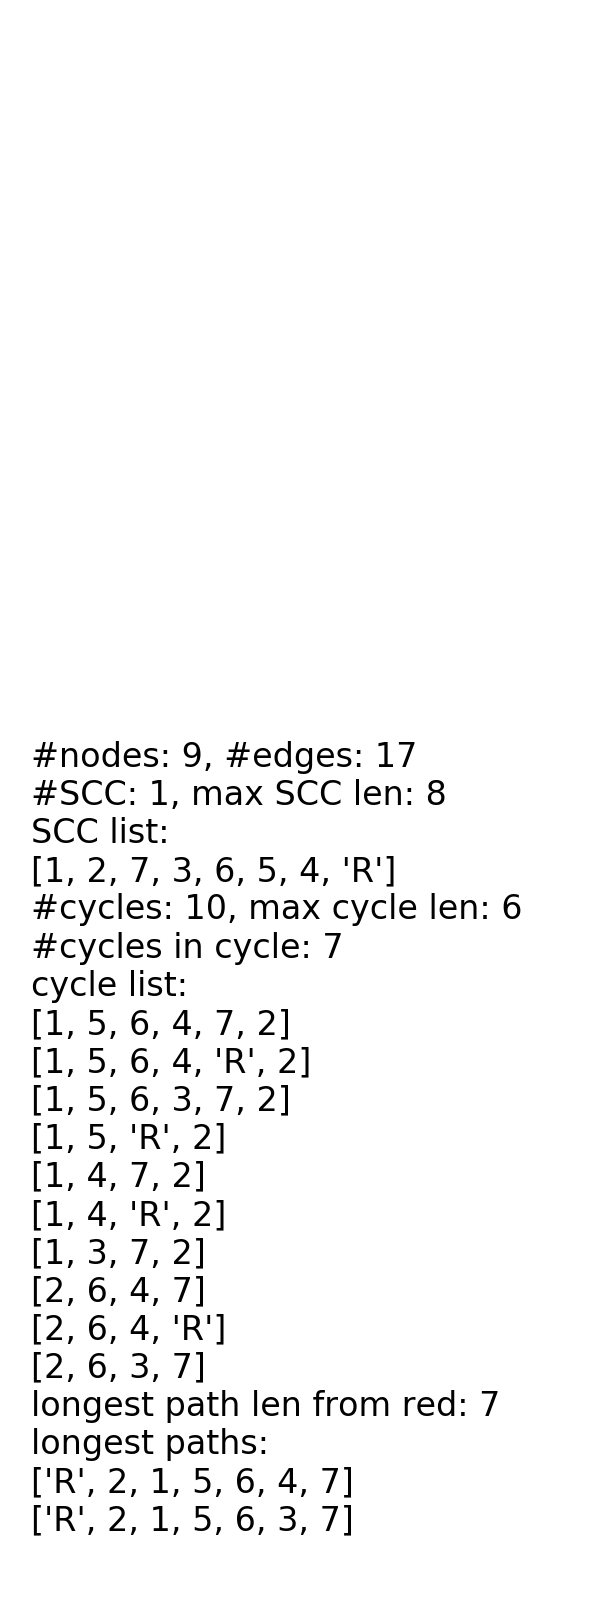 #nodes: 9, #edges: 17
#SCC: 1, max SCC len: 8
SCC list:
[1, 2, 7, 3, 6, 5, 4, 'R']
#cycles: 10, max cycle len: 6
#cycles in cycle: 7
cycle list:
[1, 5, 6, 4, 7, 2]
[1, 5, 6, 4, 'R', 2]
[1, 5, 6, 3, 7, 2]
[1, 5, 'R', 2]
[1, 4, 7, 2]
[1, 4, 'R', 2]
[1, 3, 7, 2]
[2, 6, 4, 7]
[2, 6, 4, 'R']
[2, 6, 3, 7]
longest path len from red: 7
longest paths:
['R', 2, 1, 5, 6, 4, 7]
['R', 2, 1, 5, 6, 3, 7]